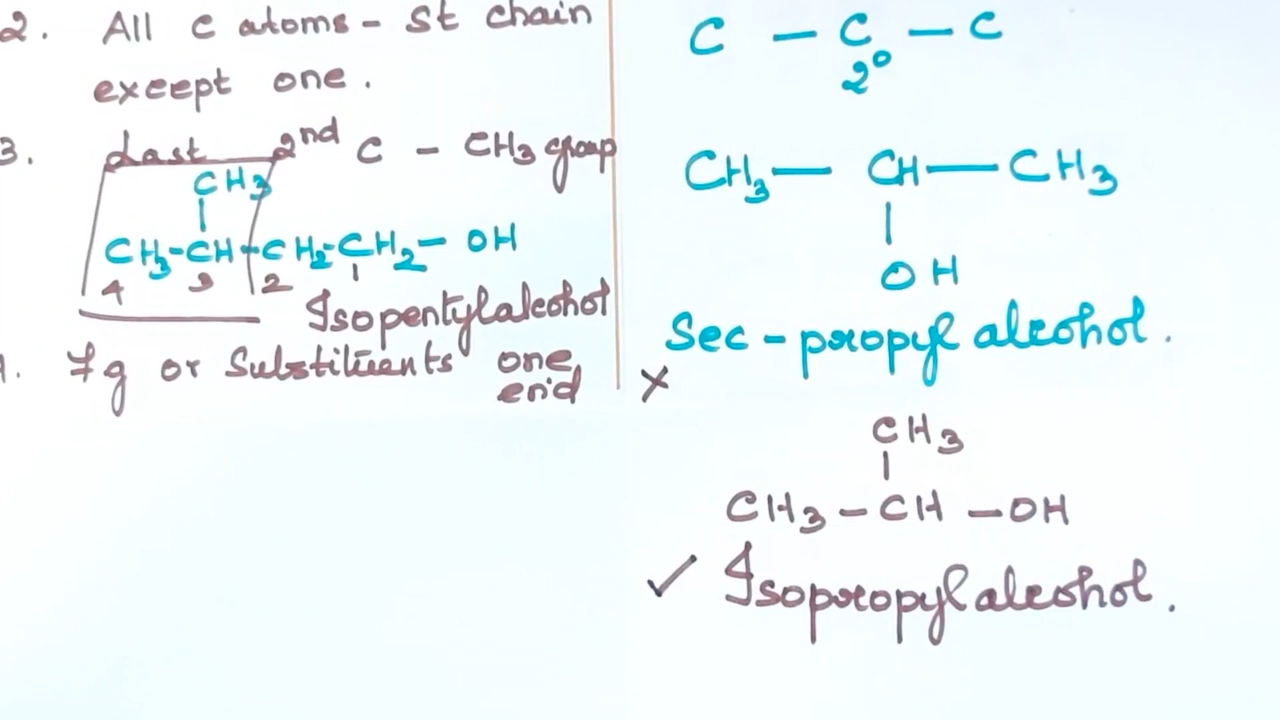 2. All C atoms - St chain
except one.
3. Last 2nd C - CH3 group
CH3
CH3-CH-CH2-CH2- OH
4 3 2 1
Isopentylalcohol
Fg or Substituents one
end
C - C - C
2°
CH3- CH-CH3
OH
Sec-propyl alcohol.
X
CH3
CH3-CH-OH
✓ Isopropylalcohol.